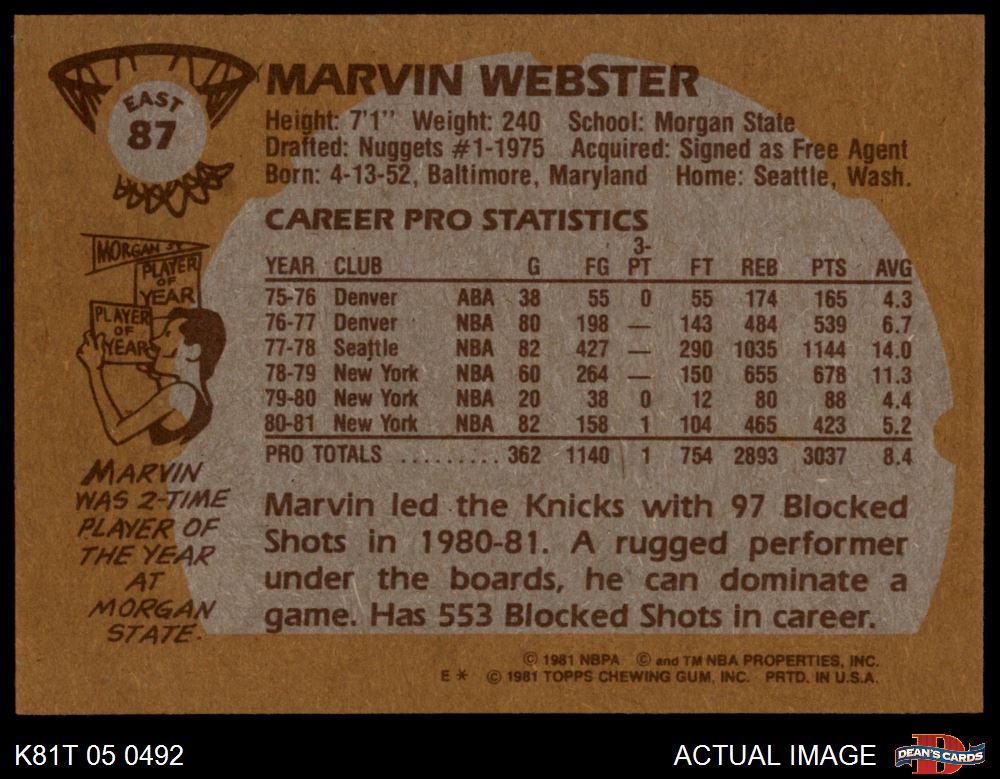 EAST
87
MARVIN WEBSTER
Height: 7'1" Weight: 240 School: Morgan State
Drafted: Nuggets #1-1975 Acquired: Signed as Free Agent
Born: 4-13-52, Baltimore, Maryland Home: Seattle, Wash.
CAREER PRO STATISTICS
YEAR CLUB G FG 3-PT FT REB PTS AVG
75-76 Denver ABA 38 55 0 55 174 165 4.3
76-77 Denver NBA 80 198 — 143 484 539 6.7
77-78 Seattle NBA 82 427 — 290 1035 1144 14.0
78-79 New York NBA 60 264 — 150 655 678 11.3
79-80 New York NBA 20 38 0 12 80 88 4.4
80-81 New York NBA 82 158 1 104 465 423 5.2
PRO TOTALS ......... 362 1140 1 754 2893 3037 8.4
MORGAN ST
PLAYER
OF
YEAR
PLAYER
OF
YEAR
MARVIN
WAS 2-TIME
PLAYER OF
THE YEAR
AT
MORGAN
STATE.
Marvin led the Knicks with 97 Blocked
Shots in 1980-81. A rugged performer
under the boards, he can dominate a
game. Has 553 Blocked Shots in career.
© 1981 NBPA © and TM NBA PROPERTIES, INC.
E * © 1981 TOPPS CHEWING GUM, INC. PRTD. IN U.S.A.
K81T 05 0492
ACTUAL IMAGE
D
DEAN'S CARDS